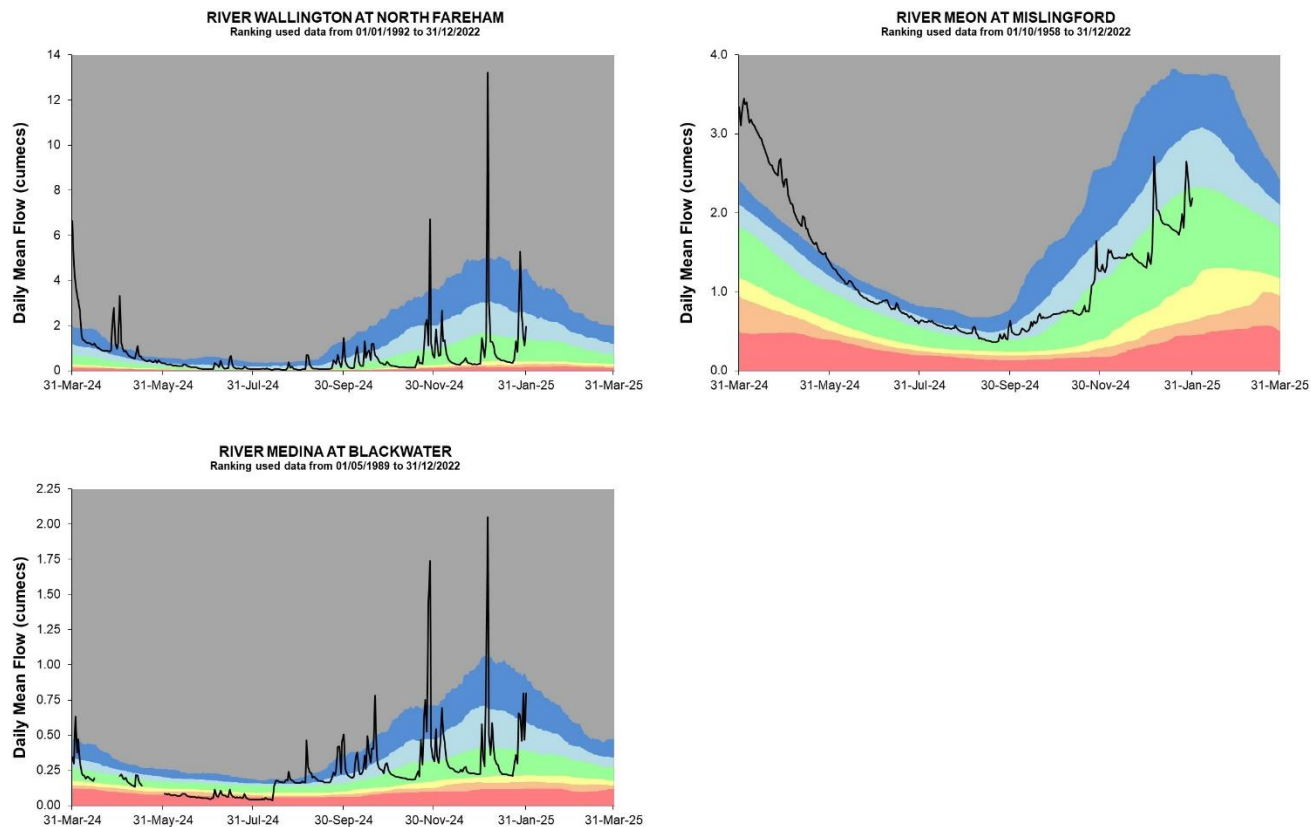 RIVER WALLINGTON AT NORTH FAREHAM
Ranking used data from 01/01/1992 to 31/12/2022
Daily Mean Flow (cumecs)
14
12
10
8
6
4
2
0
31-Mar-24 31-May-24 31-Jul-24 30-Sep-24 30-Nov-24 31-Jan-25 31-Mar-25
RIVER MEON AT MISLINGFORD
Ranking used data from 01/10/1958 to 31/12/2022
Daily Mean Flow (cumecs)
4.0
3.0
2.0
1.0
0.0
31-Mar-24 31-May-24 31-Jul-24 30-Sep-24 30-Nov-24 31-Jan-25 31-Mar-25
RIVER MEDINA AT BLACKWATER
Ranking used data from 01/05/1989 to 31/12/2022
Daily Mean Flow (cumecs)
2.25
2.00
1.75
1.50
1.25
1.00
0.75
0.50
0.25
0.00
31-Mar-24 31-May-24 31-Jul-24 30-Sep-24 30-Nov-24 31-Jan-25 31-Mar-25